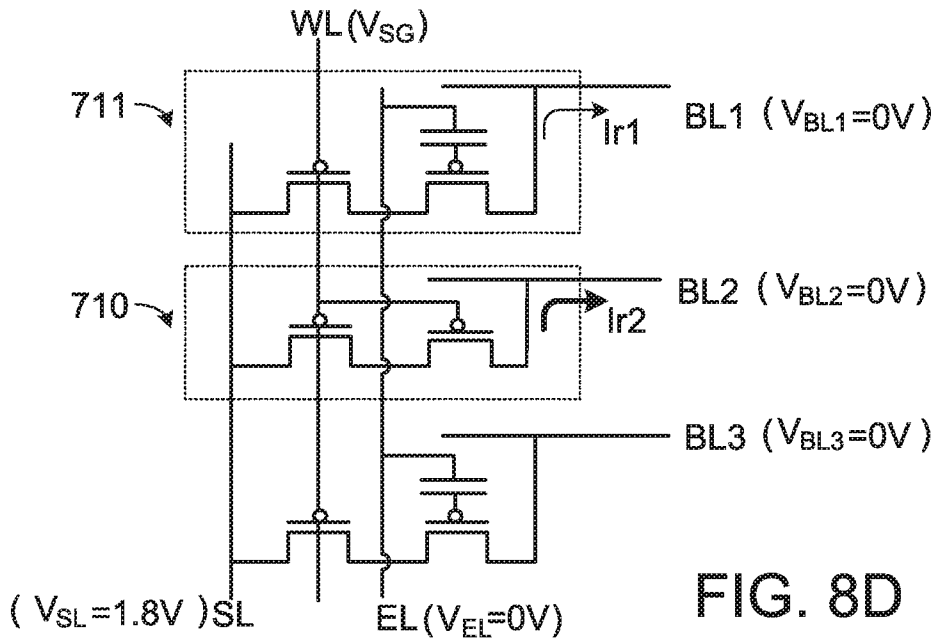 WL(VSG)
711
Ir1
BL1 (VBL1=0V)
710
Ir2
BL2 (VBL2=0V)
BL3 (VBL3=0V)
(VSL=1.8V)SL
EL(VEL=0V)
FIG. 8D